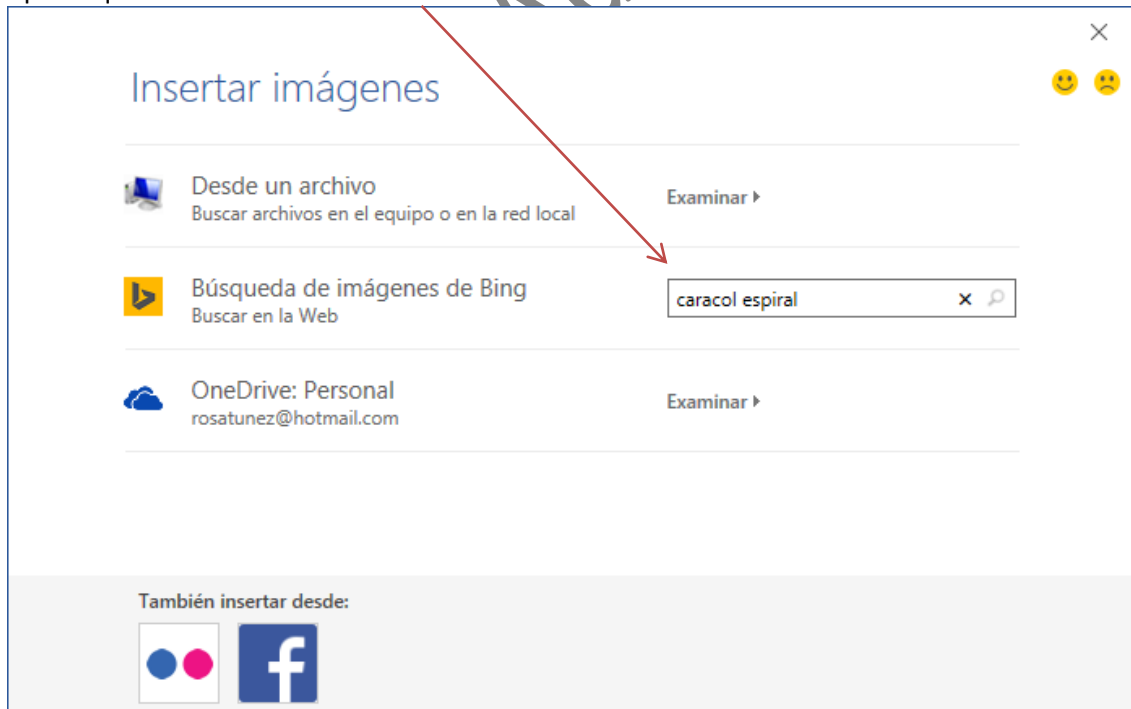 Insertar imágenes
Desde un archivo
Buscar archivos en el equipo o en la red local
Examinar
Búsqueda de imágenes de Bing
Buscar en la Web
caracol espiral
OneDrive: Personal
rosatunez@hotmail.com
Examinar
También insertar desde: